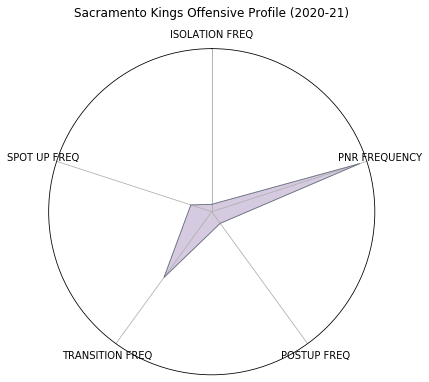 Sacramento Kings Offensive Profile (2020-21)
ISOLATION FREQ
SPOT UP FREQ
PNR FREQUENCY
TRANSITION FREQ
POSTUP FREQ